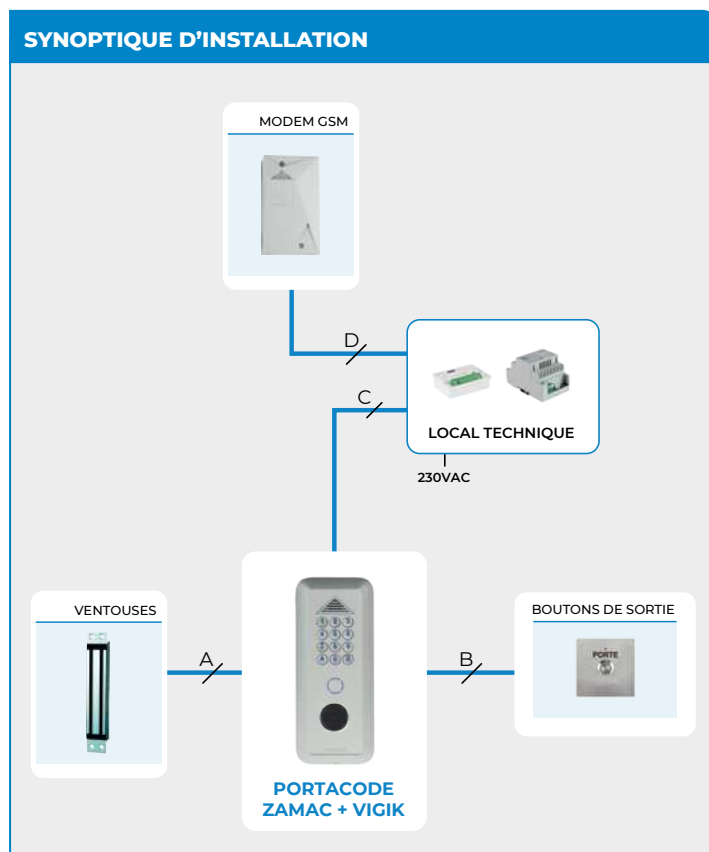 SYNOPTIQUE D'INSTALLATION
MODEM GSM
D
C
LOCAL TECHNIQUE
230VAC
VENTOUSES
A
B
BOUTONS DE SORTIE
PORTE
PORTACODE
ZAMAC + VIGIK